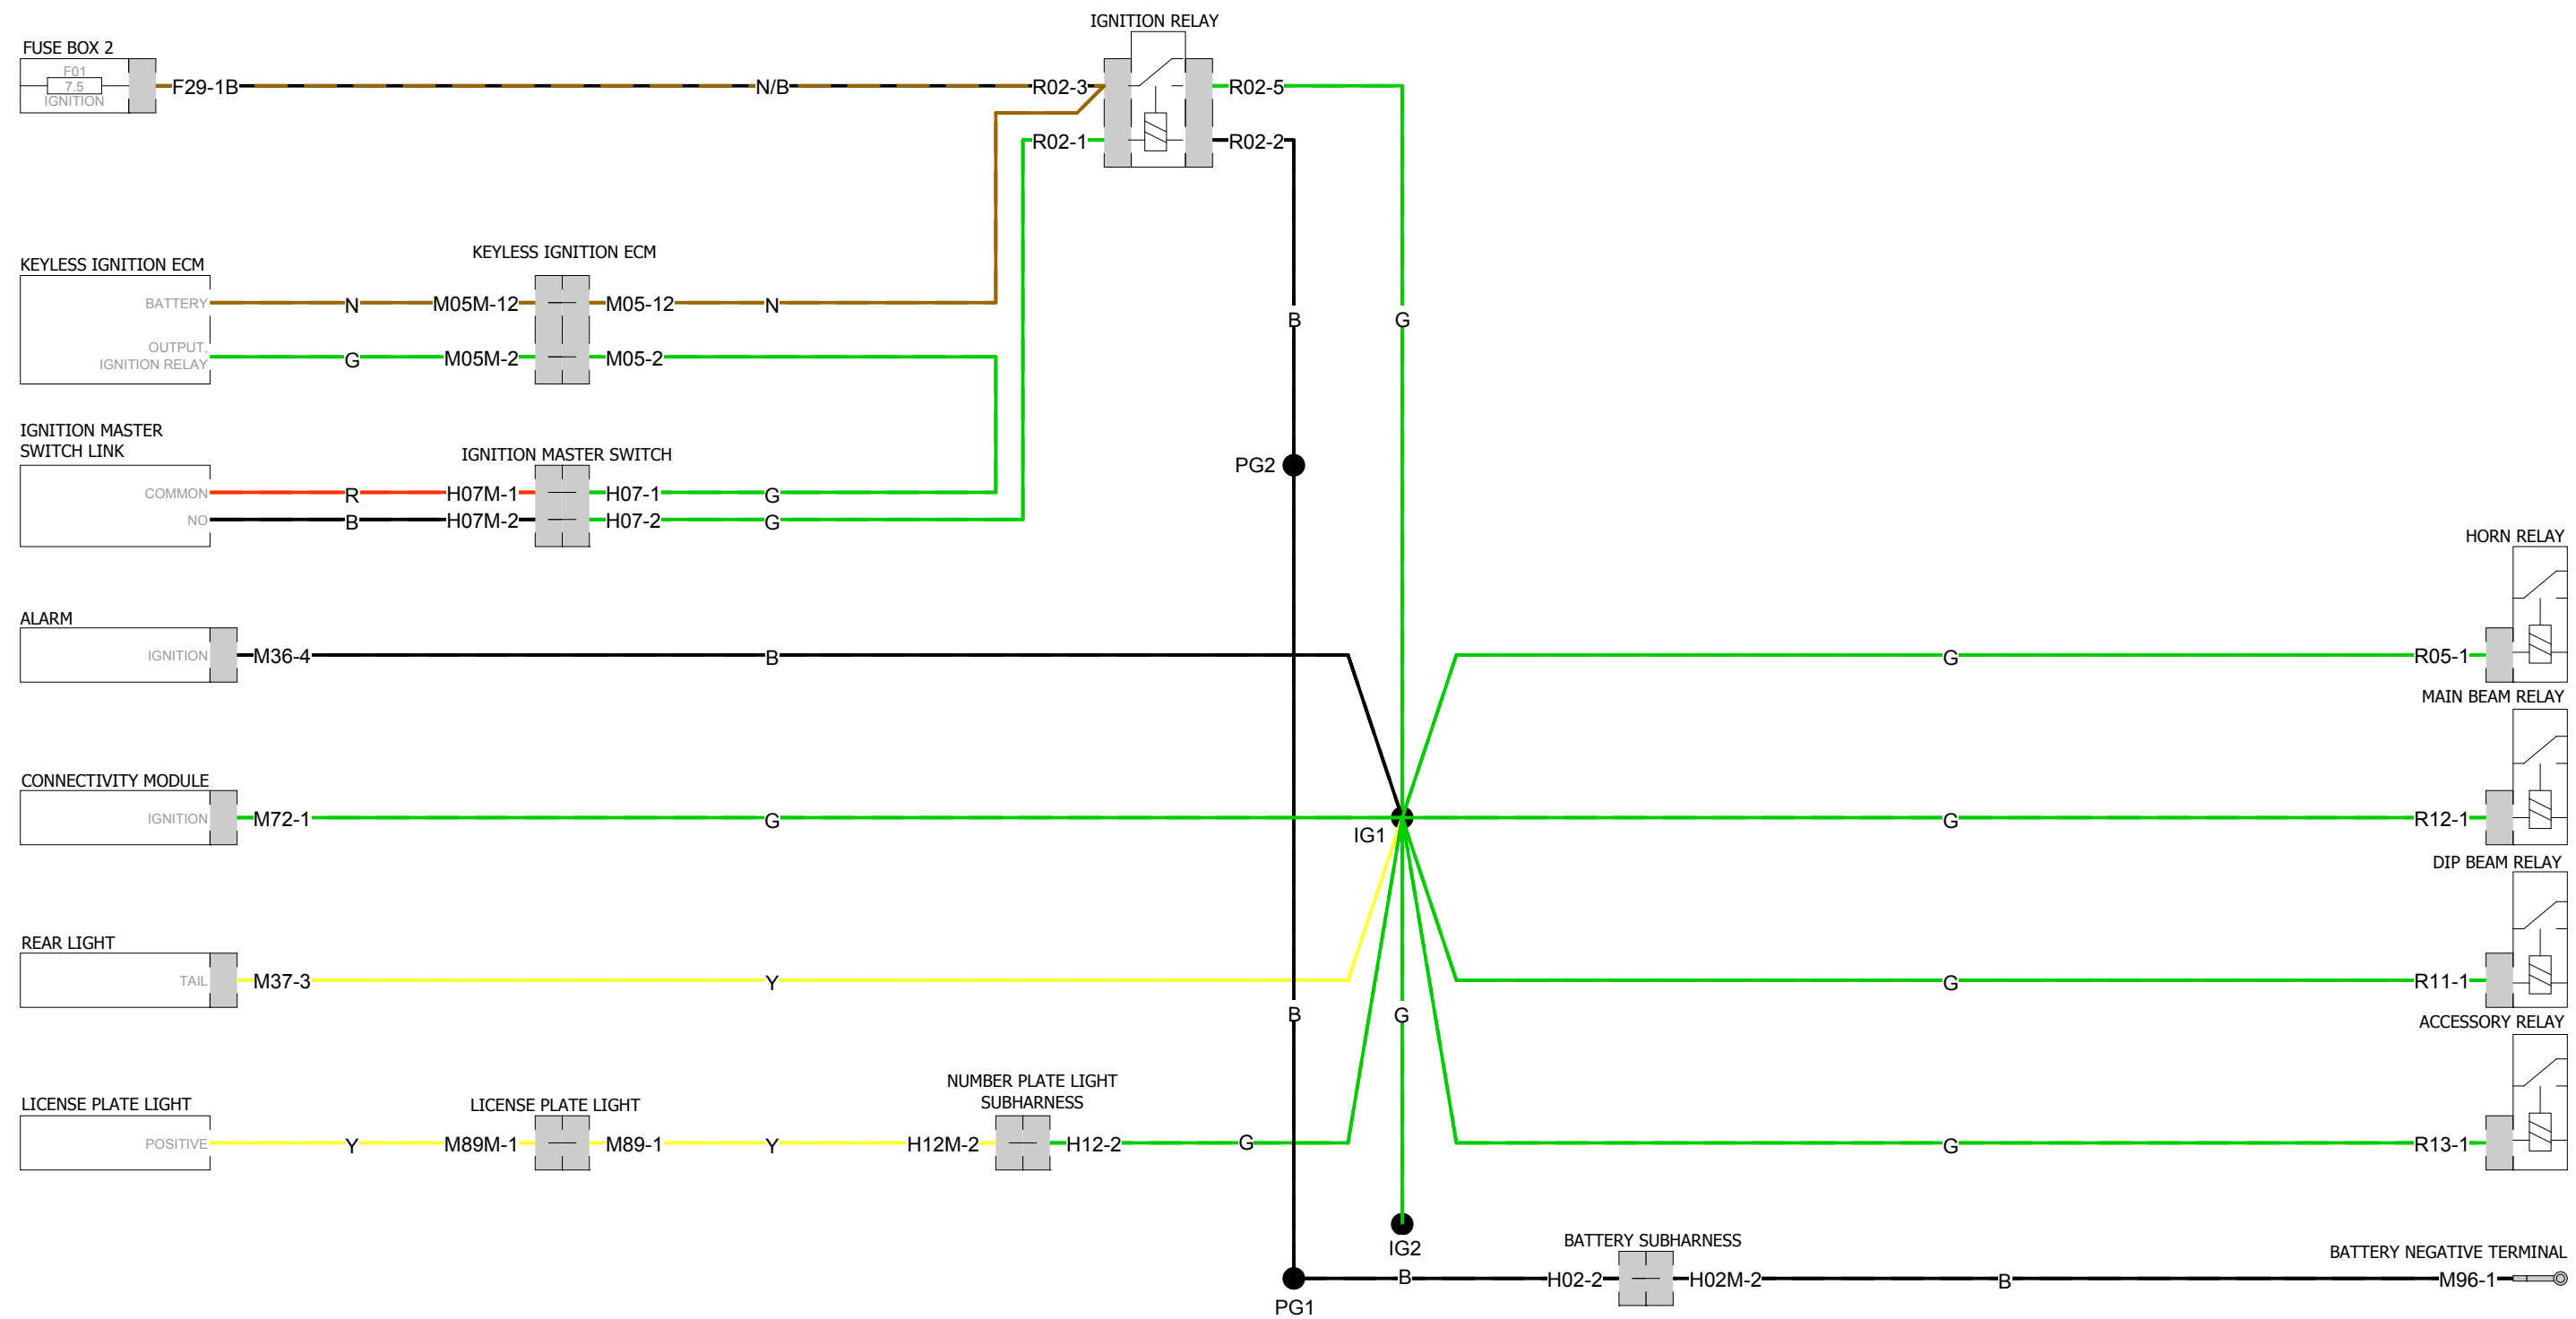 IGNITION RELAY
FUSE BOX 2
F01
7.5
IGNITION
F29-1B
N/B
R02-3
R02-5
R02-1
R02-2
KEYLESS IGNITION ECM
KEYLESS IGNITION ECM
BATTERY
N
M05M-12
M05-12
N
OUTPUT,
IGNITION RELAY
G
M05M-2
M05-2
B
G
IGNITION MASTER
SWITCH LINK
IGNITION MASTER SWITCH
COMMON
R
H07M-1
H07-1
G
NO
B
H07M-2
H07-2
G
PG2
HORN RELAY
ALARM
IGNITION
M36-4
B
G
R05-1
MAIN BEAM RELAY
CONNECTIVITY MODULE
IGNITION
M72-1
G
IG1
G
R12-1
DIP BEAM RELAY
REAR LIGHT
TAIL
M37-3
Y
G
R11-1
B
G
ACCESSORY RELAY
LICENSE PLATE LIGHT
LICENSE PLATE LIGHT
NUMBER PLATE LIGHT
SUBHARNESS
POSITIVE
Y
M89M-1
M89-1
Y
H12M-2
H12-2
G
G
R13-1
IG2
BATTERY SUBHARNESS
BATTERY NEGATIVE TERMINAL
PG1
B
H02-2
H02M-2
B
M96-1